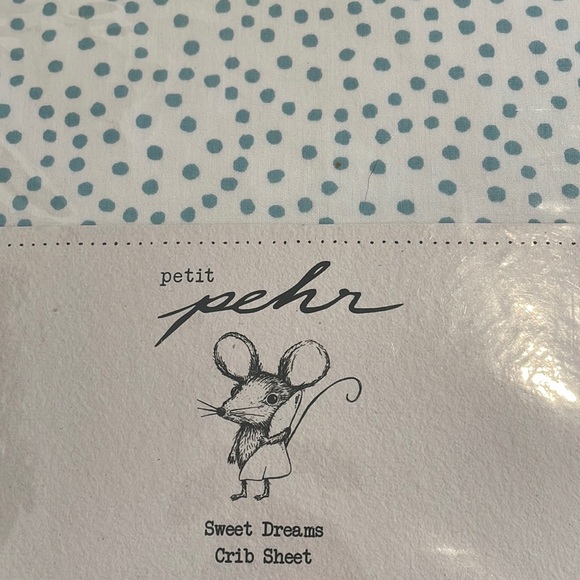 petit
pehr
Sweet Dreams
Crib Sheet